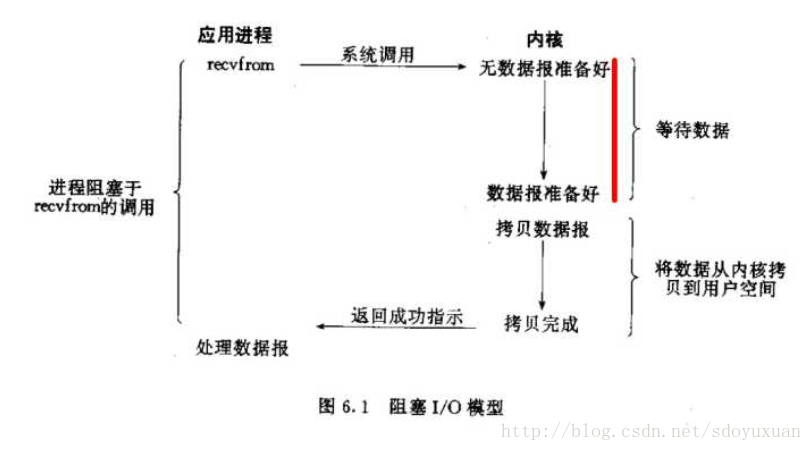 应用进程
内核
recvfrom
系统调用
无数据报准备好
等待数据
进程阻塞于
recvfrom的调用
数据报准备好
拷贝数据报
将数据从内核拷
贝到用户空间
返回成功指示
拷贝完成
处理数据报
图 6.1 阻塞 I/O 模型
http://blog.csdn.net/sdoyuxuan